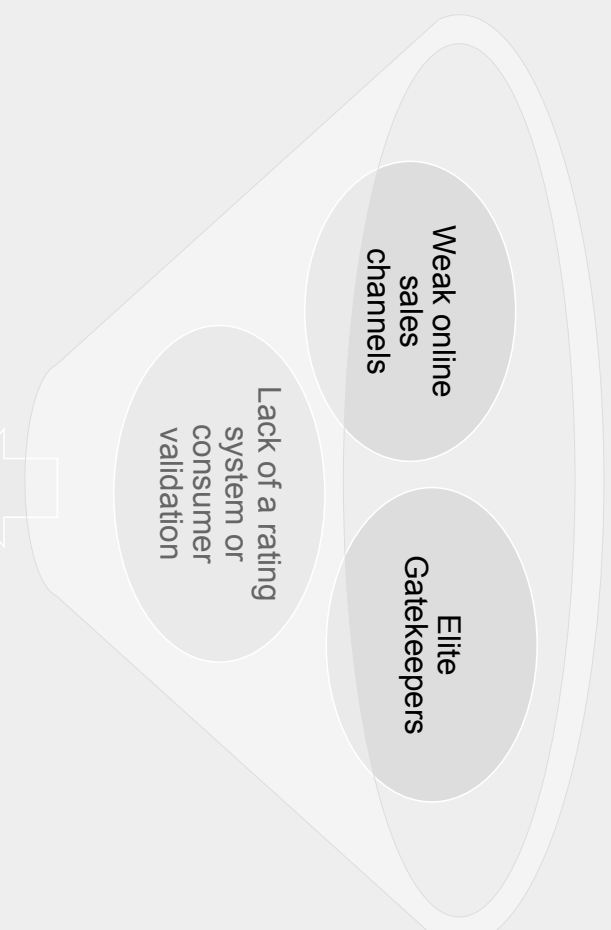 Weak online
sales
channels
Elite
Gatekeepers
Lack of a rating
system or
consumer
validation